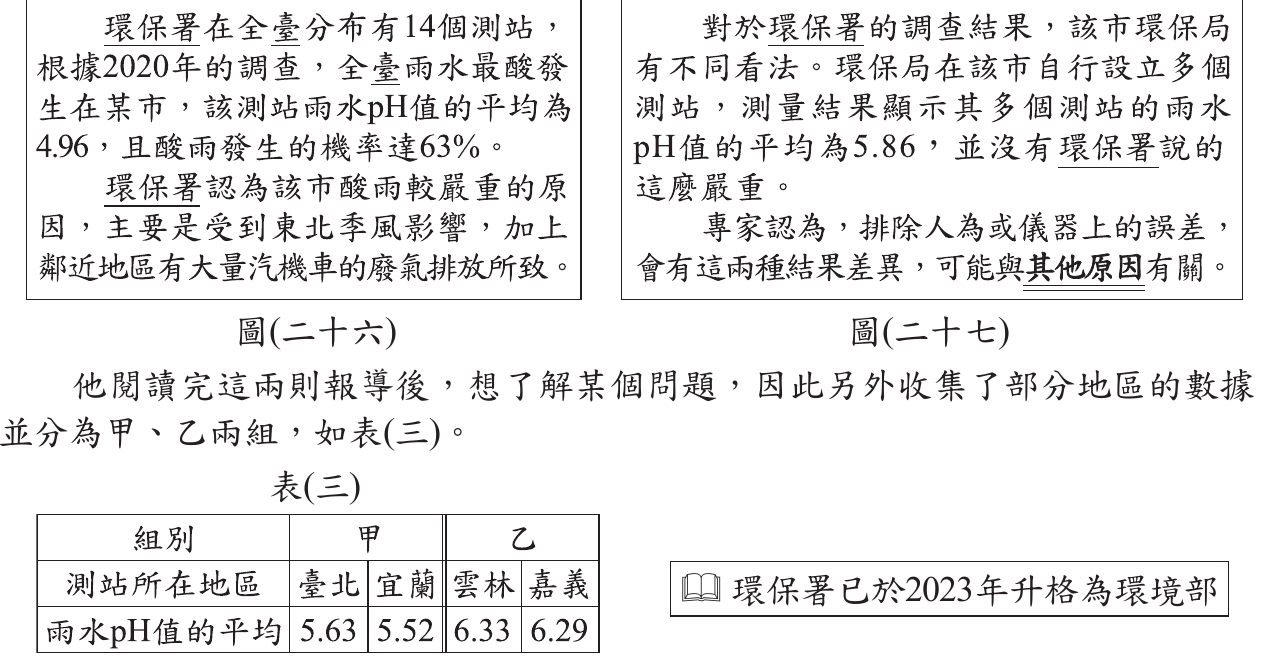 環保署在全臺分布有14個測站，
根據2020年的調查，全臺雨水最酸發
生在某市，該測站雨水pH值的平均為
4.96，且酸雨發生的機率達63%。
環保署認為該市酸雨較嚴重的原
因，主要是受到東北季風影響，加上
鄰近地區有大量汽機車的廢氣排放所致。
圖(二十六)
對於環保署的調查結果，該市環保局
有不同看法。環保局在該市自行設立多個
測站，測量結果顯示其多個測站的雨水
pH值的平均為5.86，並沒有環保署說的
這麼嚴重。
專家認為，排除人為或儀器上的誤差，
會有這兩種結果差異，可能與其他原因有關。
圖(二十七)
他閱讀完這兩則報導後，想了解某個問題，因此另外收集了部分地區的數據
並分為甲、乙兩組，如表(三)。
表(三)
組別 甲 乙
測站所在地區 臺北 宜蘭 雲林 嘉義
雨水pH值的平均 5.63 5.52 6.33 6.29
環保署已於2023年升格為環境部